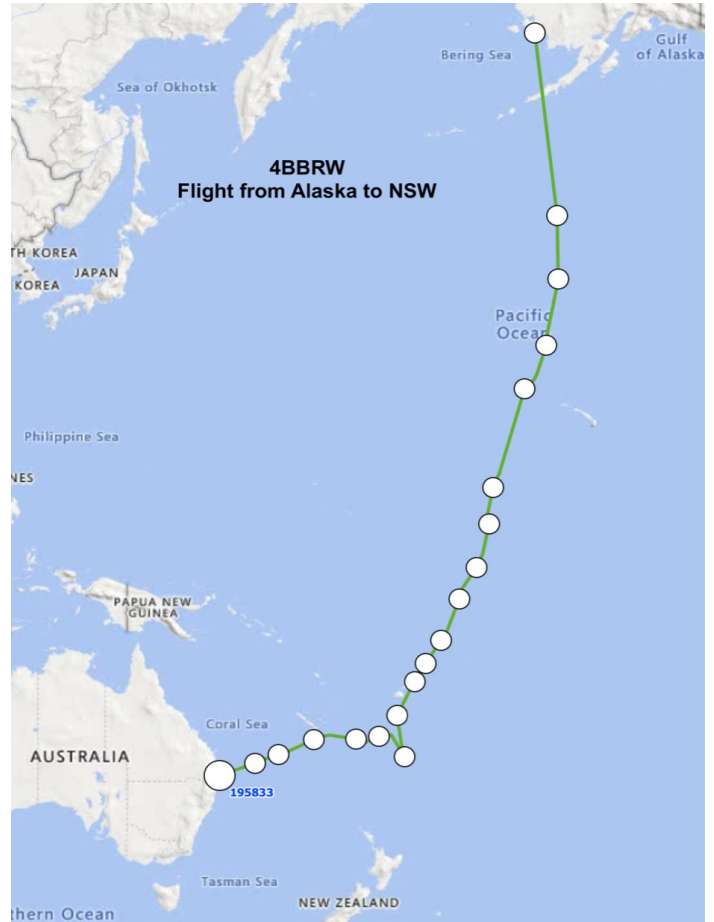 Gulf
of Alaska
Bering Sea
Sea of Okhotsk
4BBRW
Flight from Alaska to NSW
TH KOREA
JAPAN
KOREA
Pacific
Ocean
Philippine Sea
NES
PAPUA NEW
GUINEA
Coral Sea
AUSTRALIA
195833
Tasman Sea
NEW ZEALAND
hern Ocean